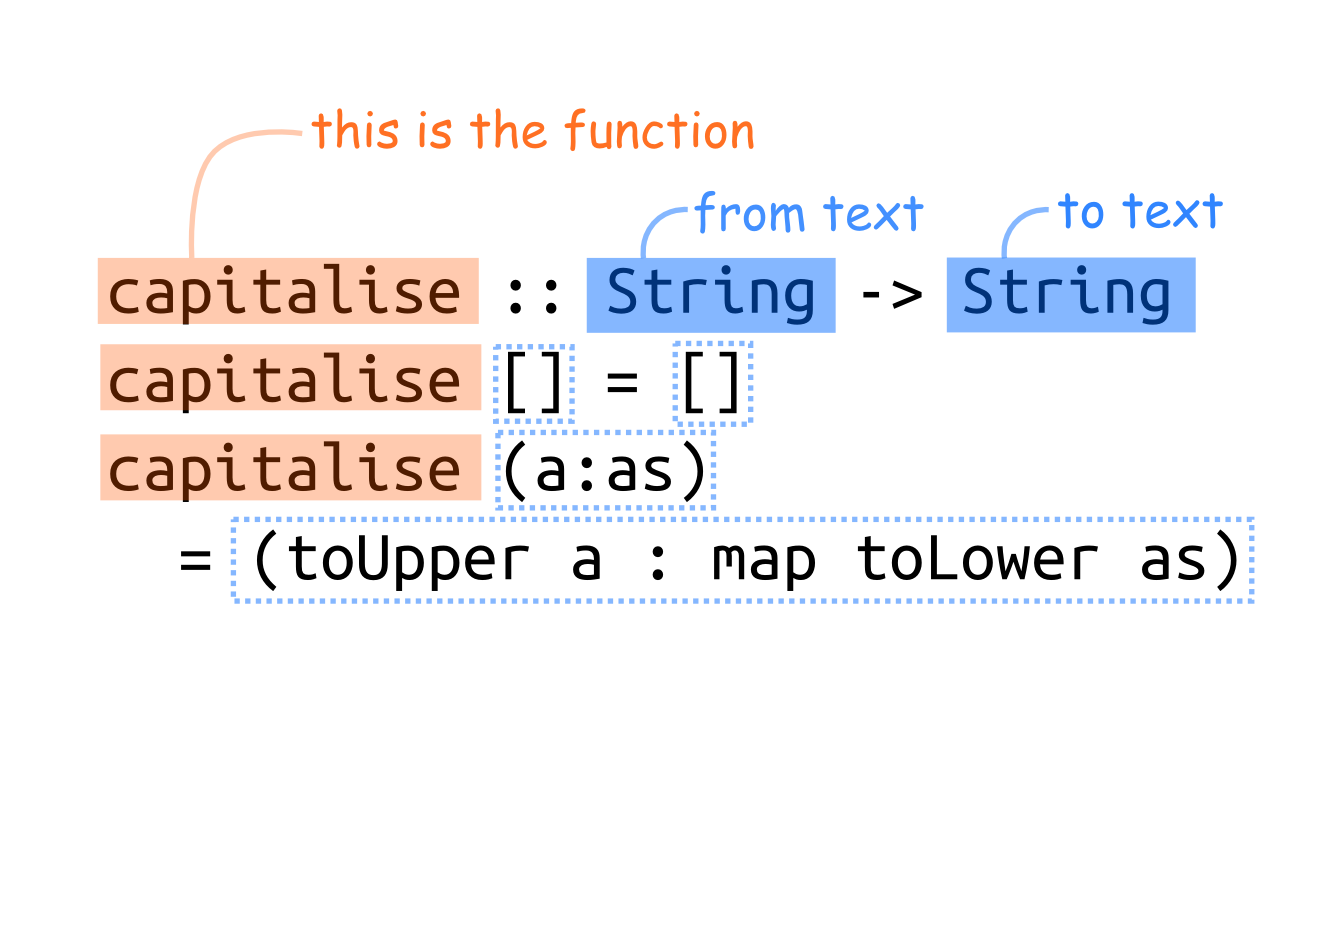 this is the function
from text
to text
capitalise :: String -> String
capitalise [] = []
capitalise (a:as)
= (toUpper a : map toLower as)